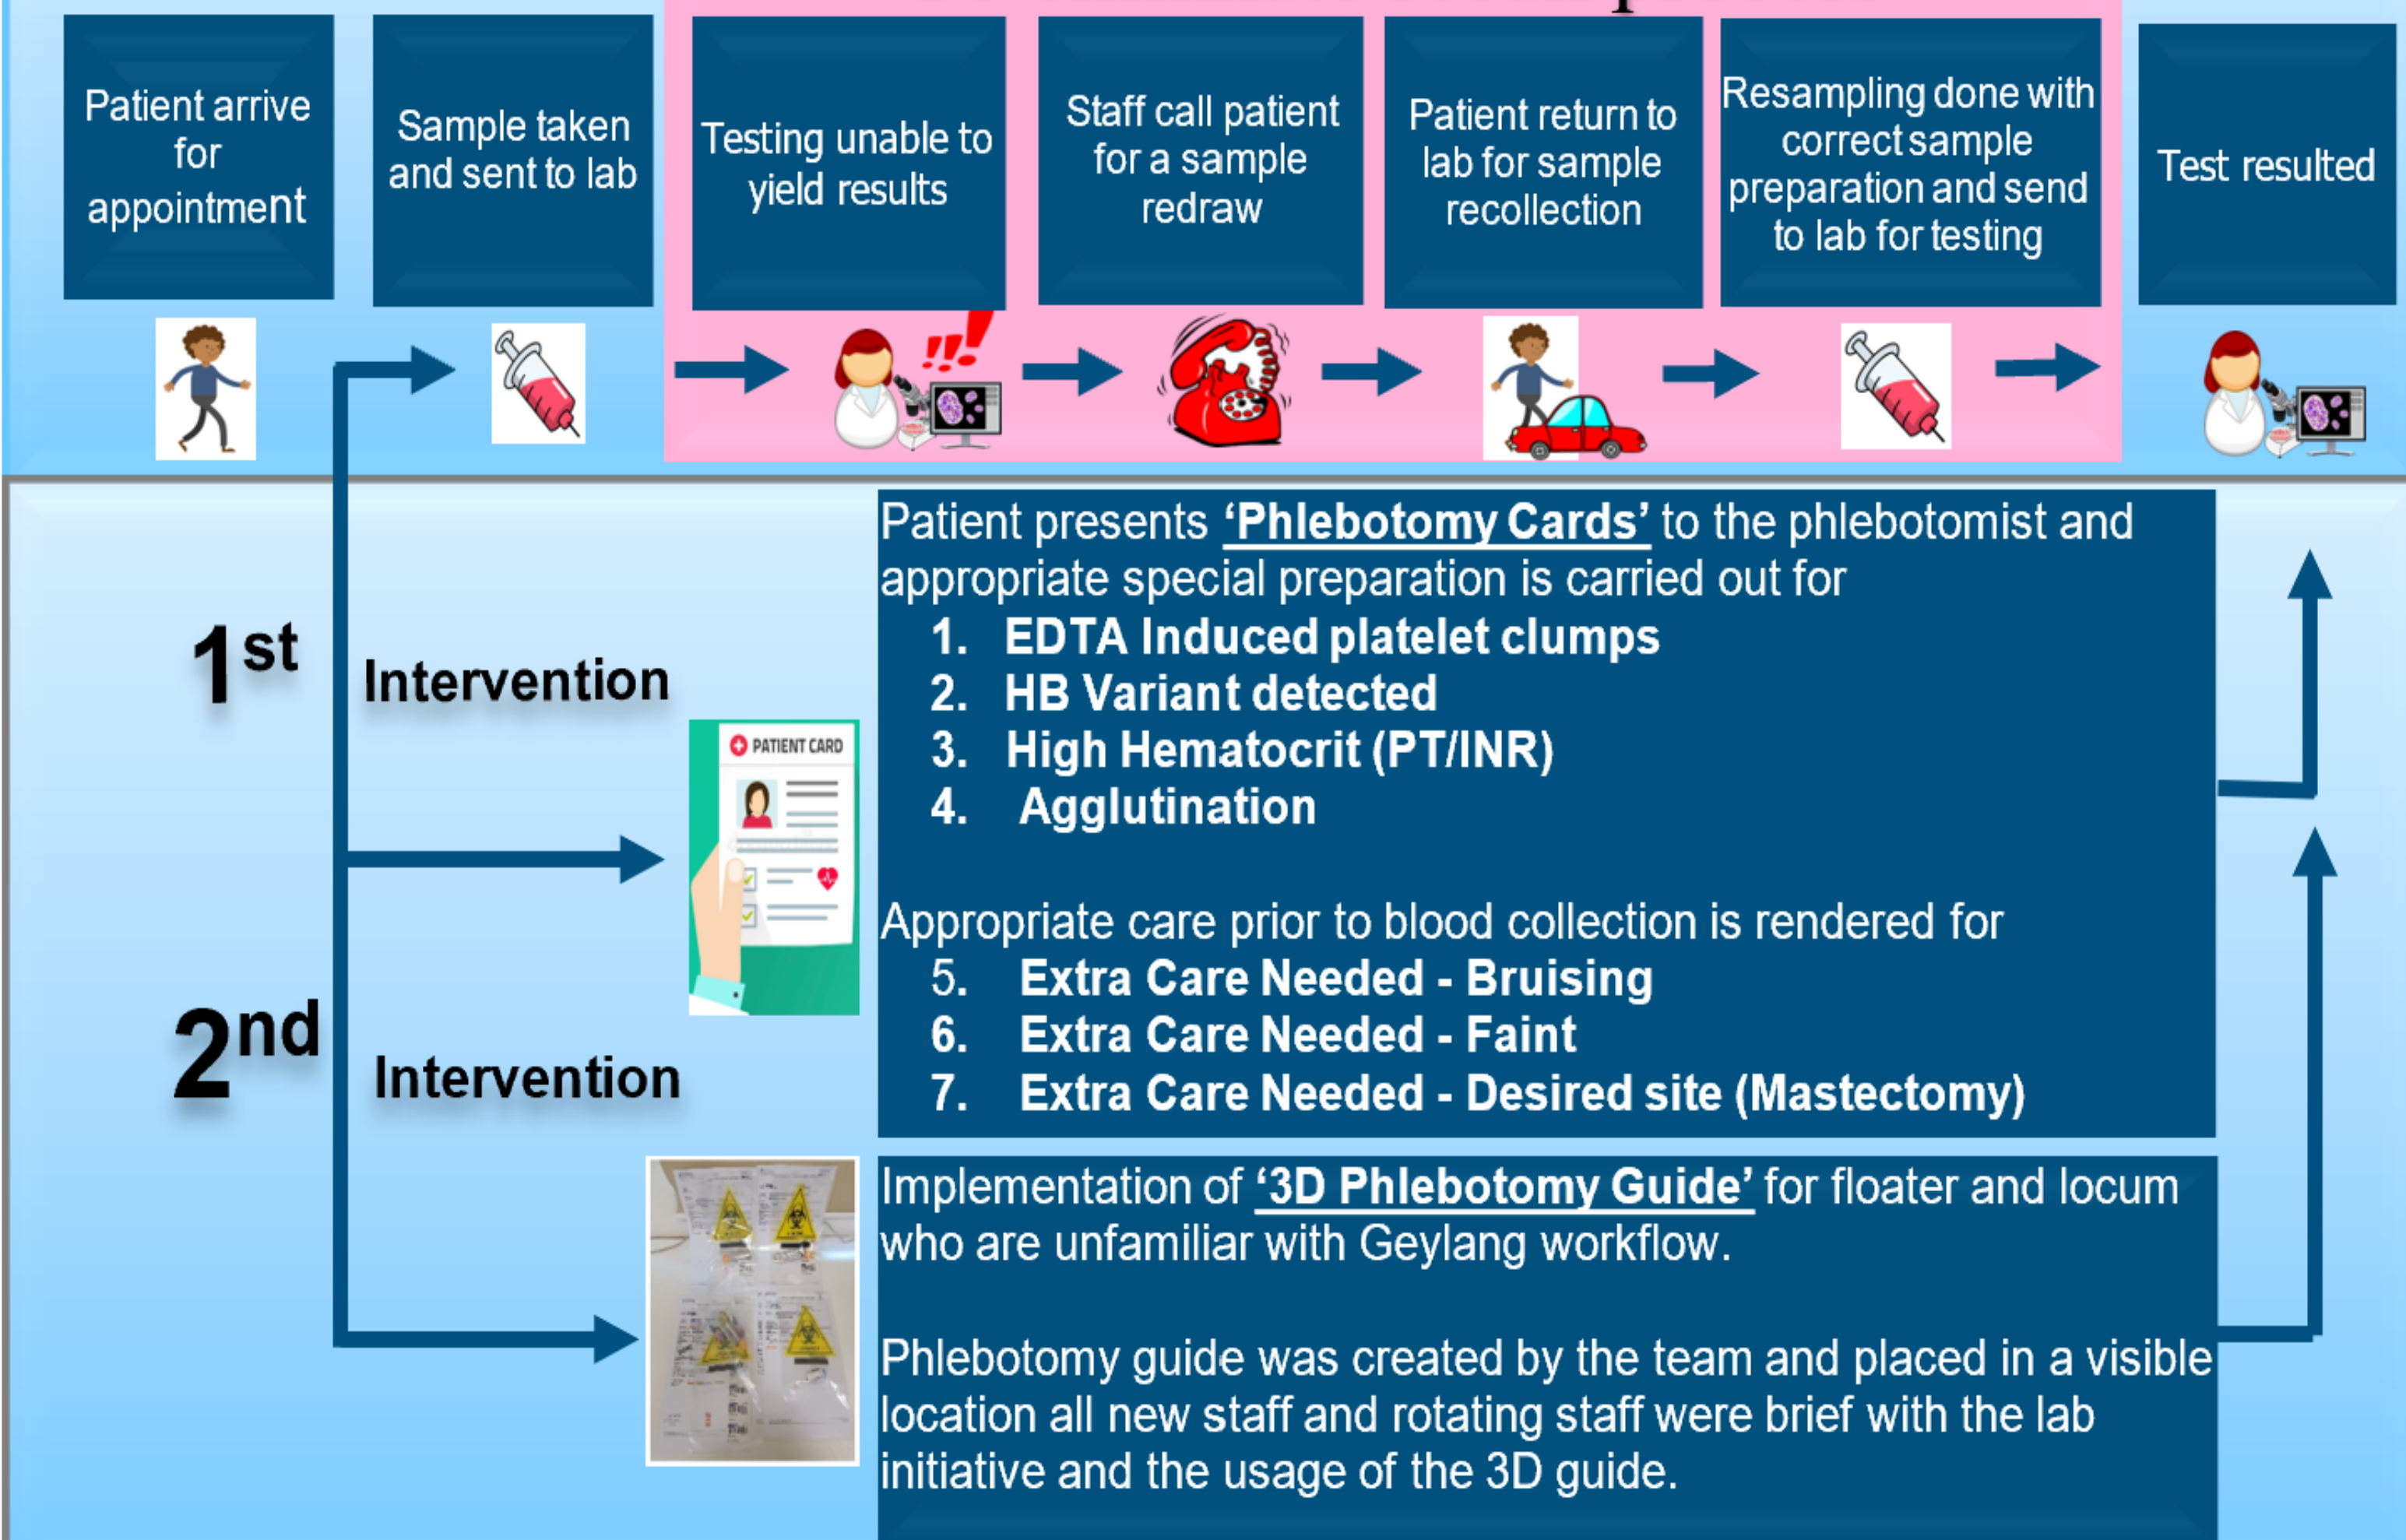 Patient arrive
for
appointment
Sample taken
and sent to lab
Testing unable to
yield results
Staff call patient
for a sample
redraw
Patient return to
lab for sample
recollection
Resampling done with
correct sample
preparation and send
to lab for testing
Test resulted
1st
Intervention
PATIENT CARD
Patient presents ‘Phlebotomy Cards’ to the phlebotomist and
appropriate special preparation is carried out for
1. EDTA Induced platelet clumps
2. HB Variant detected
3. High Hematocrit (PT/INR)
4. Agglutination
Appropriate care prior to blood collection is rendered for
5. Extra Care Needed - Bruising
6. Extra Care Needed - Faint
7. Extra Care Needed - Desired site (Mastectomy)
2nd
Intervention
Implementation of ‘3D Phlebotomy Guide’ for floater and locum
who are unfamiliar with Geylang workflow.
Phlebotomy guide was created by the team and placed in a visible
location all new staff and rotating staff were brief with the lab
initiative and the usage of the 3D guide.